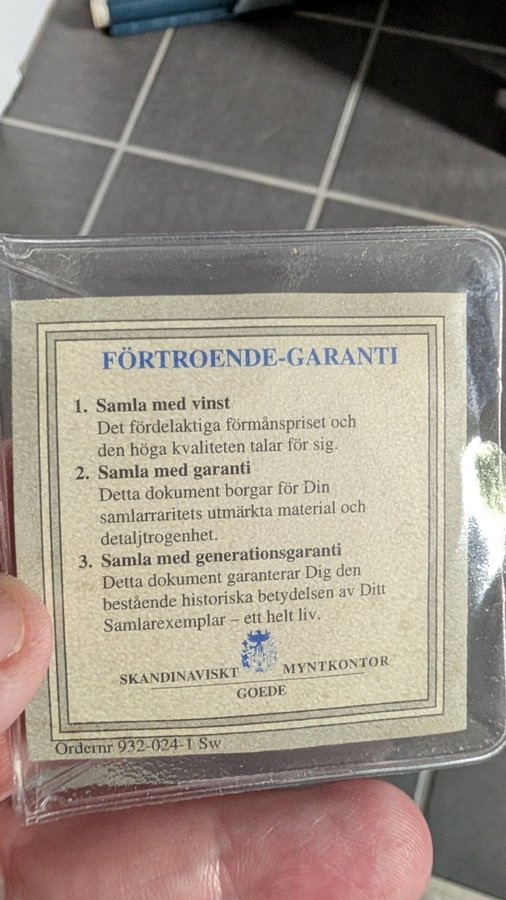 FÖRTROENDE-GARANTI
1. Samla med vinst
Det fördelaktiga förmånspriset och
den höga kvaliteten talar för sig.
2. Samla med garanti
Detta dokument borgar för Din
samlarraritets utmärkta material och
detaljtrogenhet.
3. Samla med generationsgaranti
Detta dokument garanterar Dig den
bestående historiska betydelsen av Ditt
Samlarexemplar – ett helt liv.
SKANDINAVISKT MYNTKONTOR
GOEDE
Ordernr 932-024-1 Sw